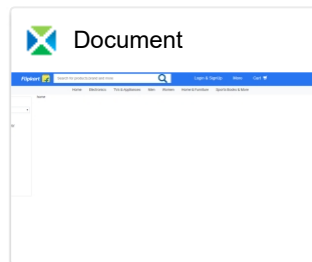 Document
Flipkart
Search for products, brands and more
Login & SignUp More Cart
Home Electronics TVs & Appliances Men Women Home & Furniture Sports Books & More
Home